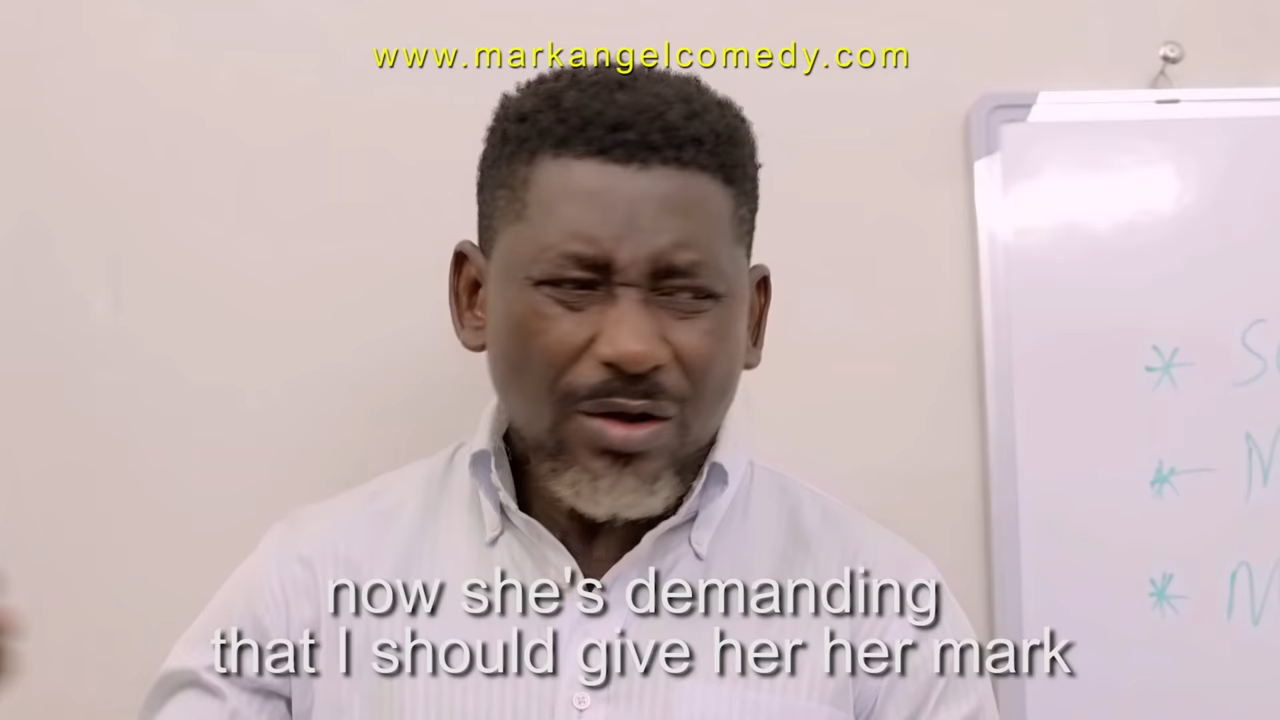 www.markangelcomedy.com
now she's demanding
that I should give her her mark